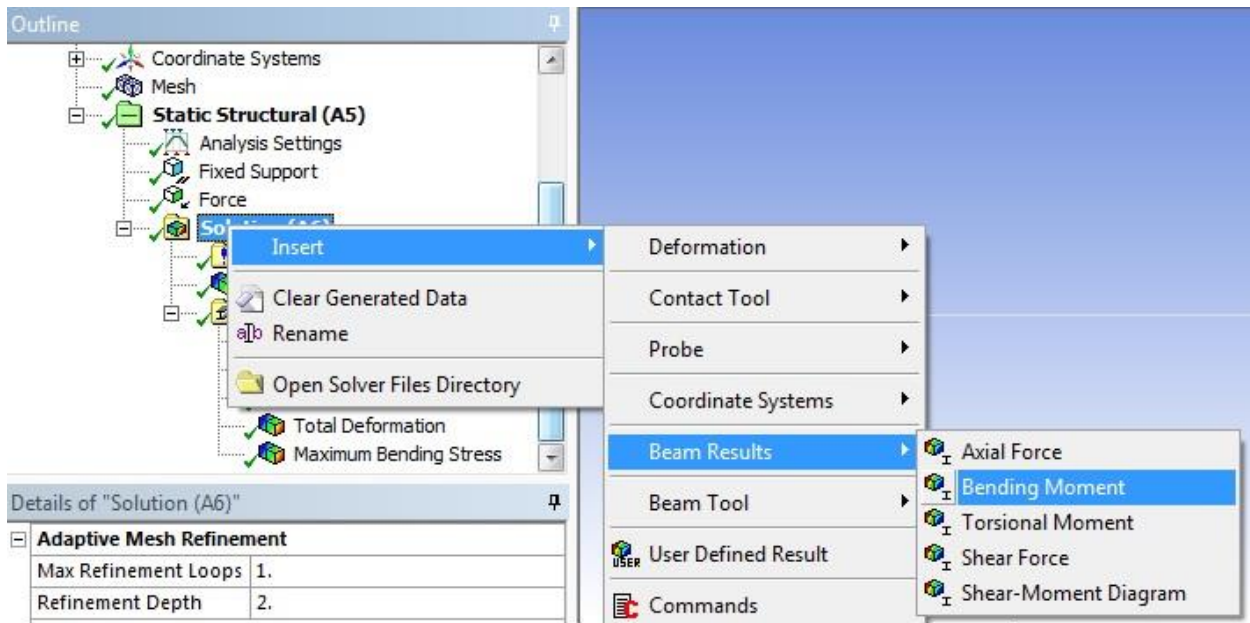 Outline
Coordinate Systems
Mesh
Static Structural (A5)
Analysis Settings
Fixed Support
Force
Insert
Clear Generated Data
Rename
Open Solver Files Directory
Total Deformation
Maximum Bending Stress
Deformation
Contact Tool
Probe
Coordinate Systems
Beam Results
Beam Tool
User Defined Result
Commands
Axial Force
Bending Moment
Torsional Moment
Shear Force
Shear-Moment Diagram
Details of "Solution (A6)"
Adaptive Mesh Refinement
Max Refinement Loops 1.
Refinement Depth 2.